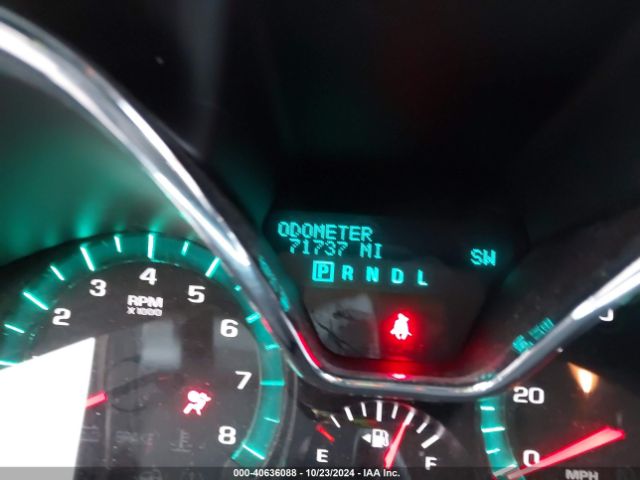 ODOMETER
71737 MI
SW
P R N D L
RPM
X1000
2 3 4 5 6 7 8
BRAKE
E F
20
0
MPH
000-40636088 - 10/23/2024 - IAA Inc.